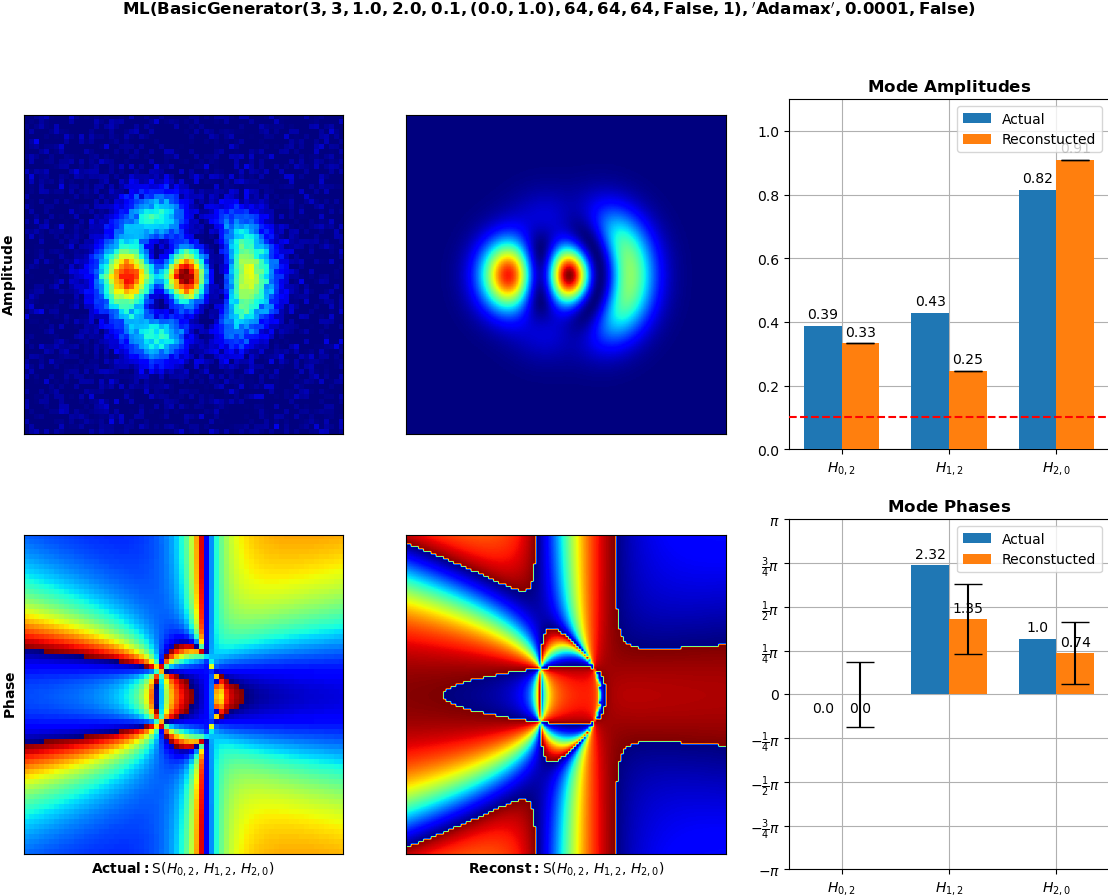 ML(BasicGenerator(3, 3, 1.0, 2.0, 0.1, (0.0, 1.0), 64, 64, 64, False, 1), ′Adamax′, 0.0001, False)
Mode Amplitudes
Amplitude
1.0
0.8
0.6
0.4
0.2
0.0
Actual
Reconstucted
0.39
0.33
0.43
0.25
0.82
0.91
H0, 2
H1, 2
H2, 0
Mode Phases
Phase
π
3/4π
1/2π
1/4π
0
−1/4π
−1/2π
−3/4π
−π
Actual
Reconstucted
0.0
0.0
2.32
1.35
1.0
0.74
H0, 2
H1, 2
H2, 0
Actual: S(H0, 2, H1, 2, H2, 0)
Reconst: S(H0, 2, H1, 2, H2, 0)